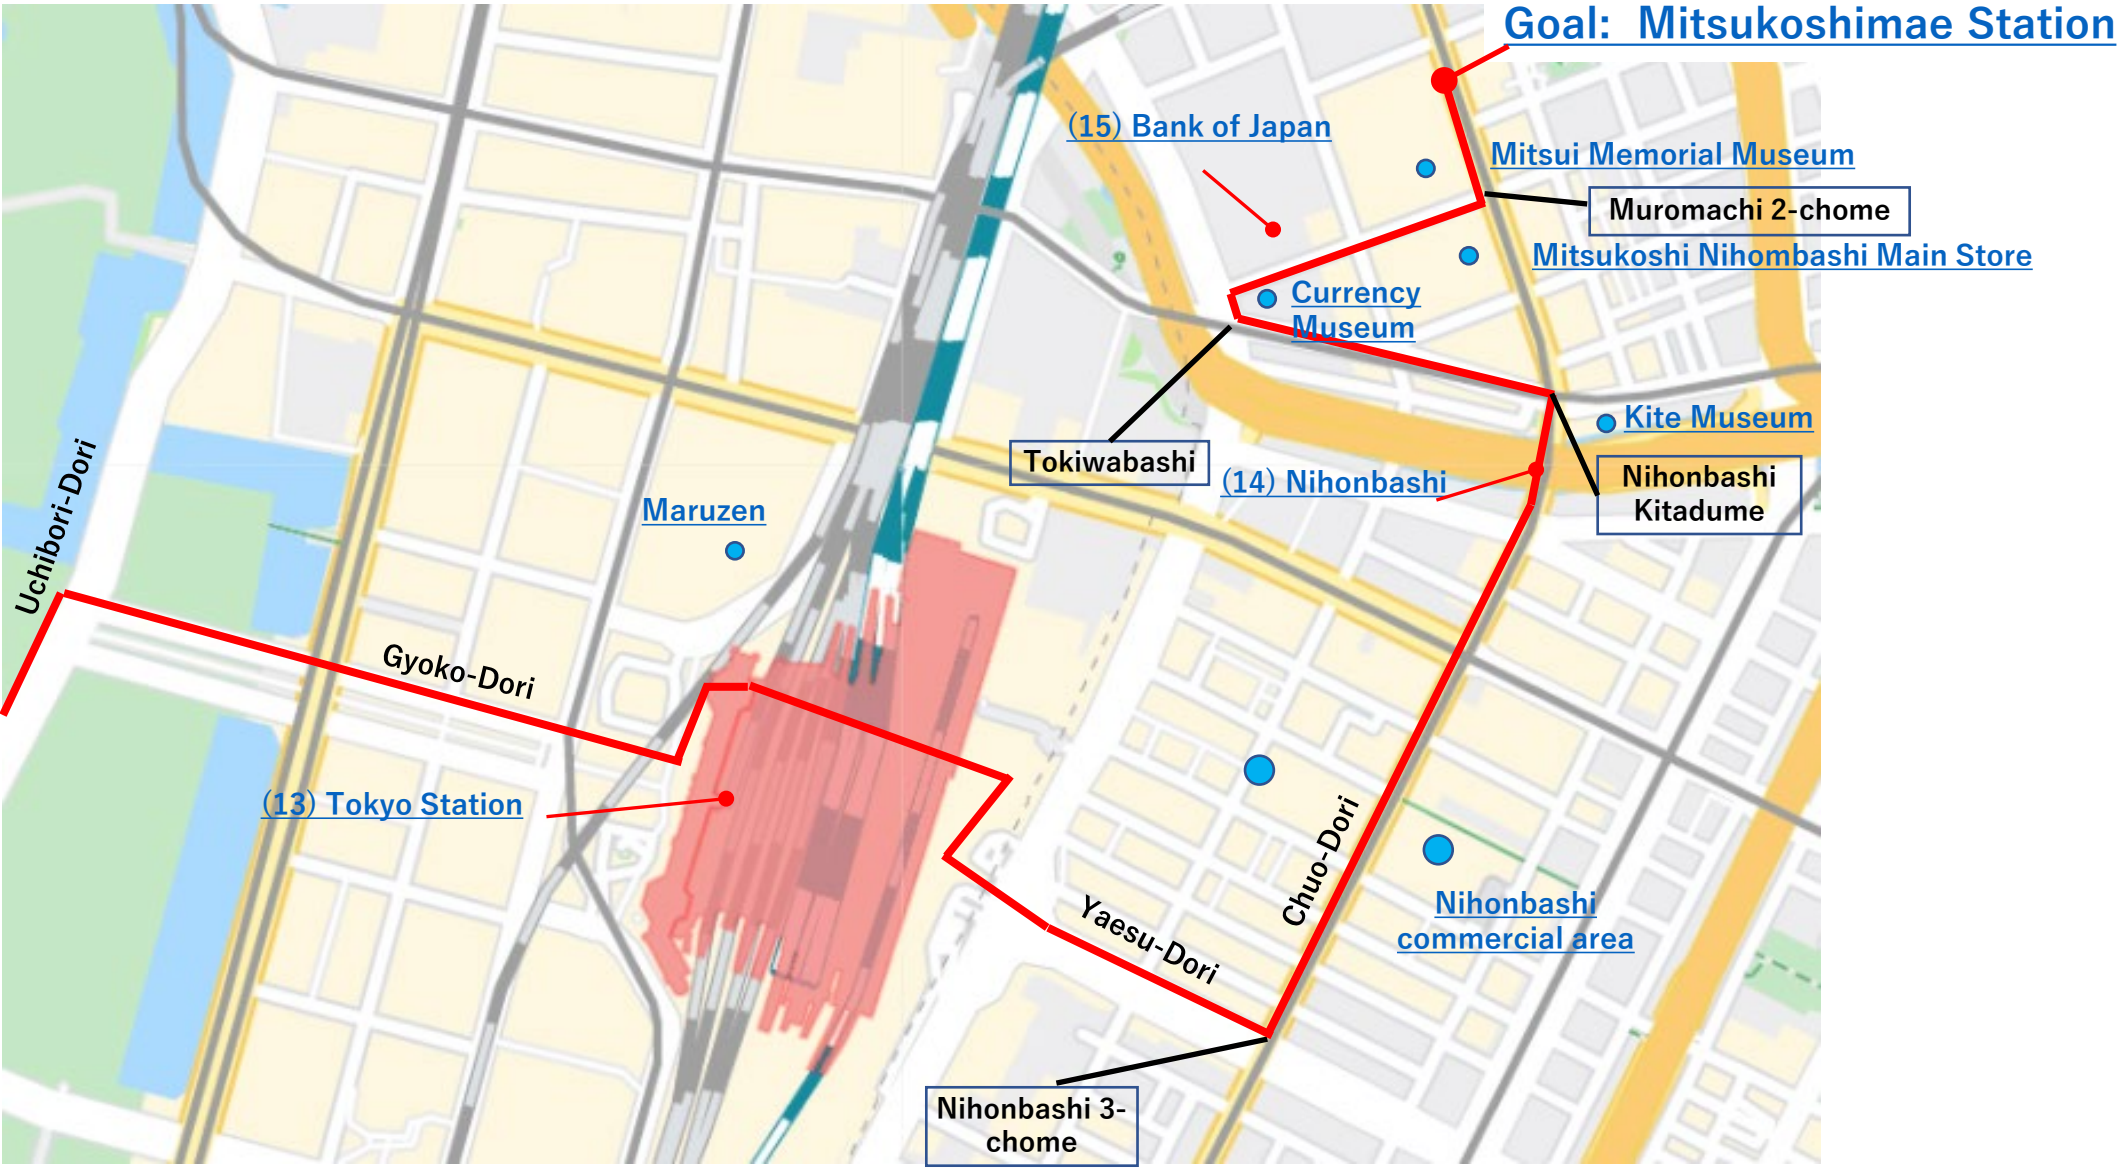 Goal:  Mitsukoshimae Station
(15) Bank of Japan
Mitsui Memorial Museum
Muromachi 2-chome
Mitsukoshi Nihombashi Main Store
Currency
Museum
Kite Museum
Tokiwabashi
(14) Nihonbashi
Nihonbashi
Kitadume
Uchibori-Dori
Maruzen
Gyoko-Dori
(13) Tokyo Station
Chuo-Dori
Yaesu-Dori
Nihonbashi
commercial area
Nihonbashi 3-
chome